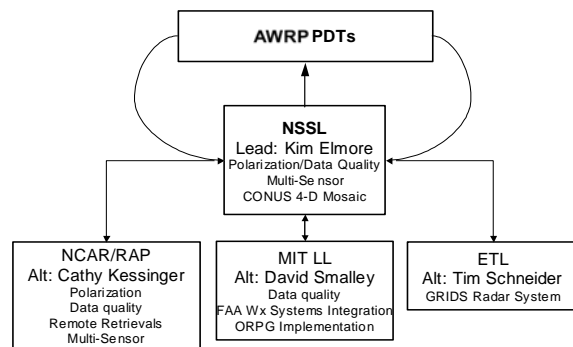 AWRP PDTs
NSSL
Lead: Kim Elmore
Polarization/Data Quality
Multi-Sensor
CONUS 4-D Mosaic
NCAR/RAP
Alt: Cathy Kessinger
Polarization
Data quality
Remote Retrievals
Multi-Sensor
MIT LL
Alt: David Smalley
Data quality
FAA Wx Systems Integration
ORPG Implementation
ETL
Alt: Tim Schneider
GRIDS Radar System